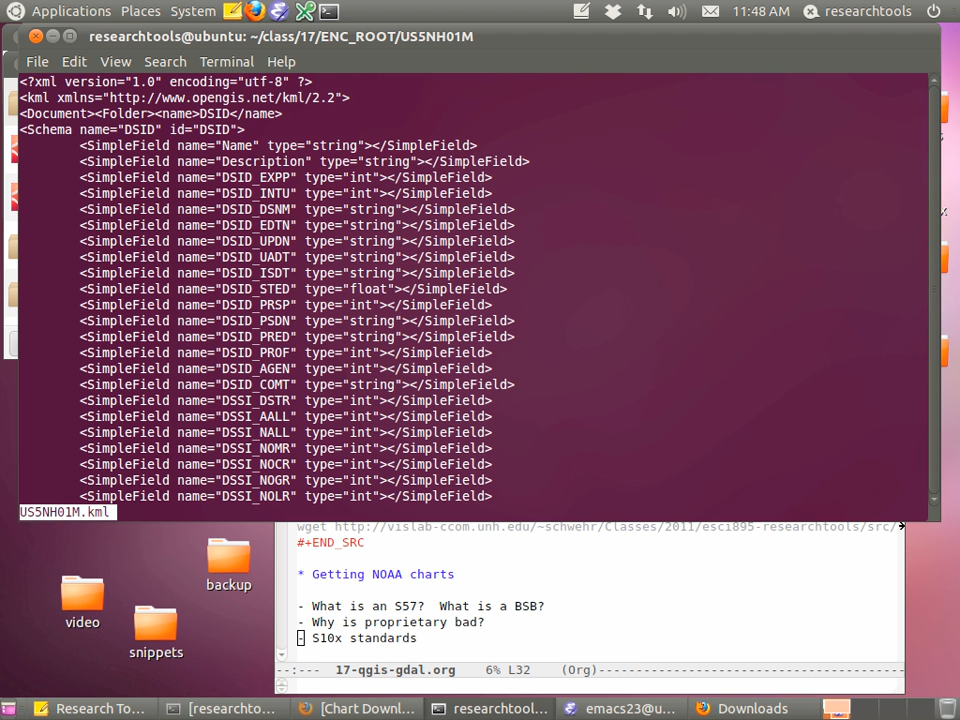 Applications Places System 11:48 AM researchtools
researchtools@ubuntu: ~/class/17/ENC_ROOT/US5NH01M
File Edit View Search Terminal Help
<?xml version="1.0" encoding="utf-8" ?>
<kml xmlns="http://www.opengis.net/kml/2.2">
<Document><Folder><name>DSID</name>
<Schema name="DSID" id="DSID">
<SimpleField name="Name" type="string"></SimpleField>
<SimpleField name="Description" type="string"></SimpleField>
<SimpleField name="DSID_EXPP" type="int"></SimpleField>
<SimpleField name="DSID_INTU" type="int"></SimpleField>
<SimpleField name="DSID_DSNM" type="string"></SimpleField>
<SimpleField name="DSID_EDTN" type="string"></SimpleField>
<SimpleField name="DSID_UPDN" type="string"></SimpleField>
<SimpleField name="DSID_UADT" type="string"></SimpleField>
<SimpleField name="DSID_ISDT" type="string"></SimpleField>
<SimpleField name="DSID_STED" type="float"></SimpleField>
<SimpleField name="DSID_PRSP" type="int"></SimpleField>
<SimpleField name="DSID_PSDN" type="string"></SimpleField>
<SimpleField name="DSID_PRED" type="string"></SimpleField>
<SimpleField name="DSID_PROF" type="int"></SimpleField>
<SimpleField name="DSID_AGEN" type="int"></SimpleField>
<SimpleField name="DSID_COMT" type="string"></SimpleField>
<SimpleField name="DSSI_DSTR" type="int"></SimpleField>
<SimpleField name="DSSI_AALL" type="int"></SimpleField>
<SimpleField name="DSSI_NALL" type="int"></SimpleField>
<SimpleField name="DSSI_NOMR" type="int"></SimpleField>
<SimpleField name="DSSI_NOCR" type="int"></SimpleField>
<SimpleField name="DSSI_NOGR" type="int"></SimpleField>
<SimpleField name="DSSI_NOLR" type="int"></SimpleField>
US5NH01M.kml
wget http://vislab-ccom.unh.edu/~schwehr/Classes/2011/esci895-researchtools/src/
#+END_SRC
* Getting NOAA charts
- What is an S57? What is a BSB?
- Why is proprietary bad?
- S10x standards
--:--- 17-qgis-gdal.org 6% L32 (Org)----------------------------------------
backup
video
snippets
Research To... [researchto... [Chart Downl... researchtool... emacs23@u... Downloads